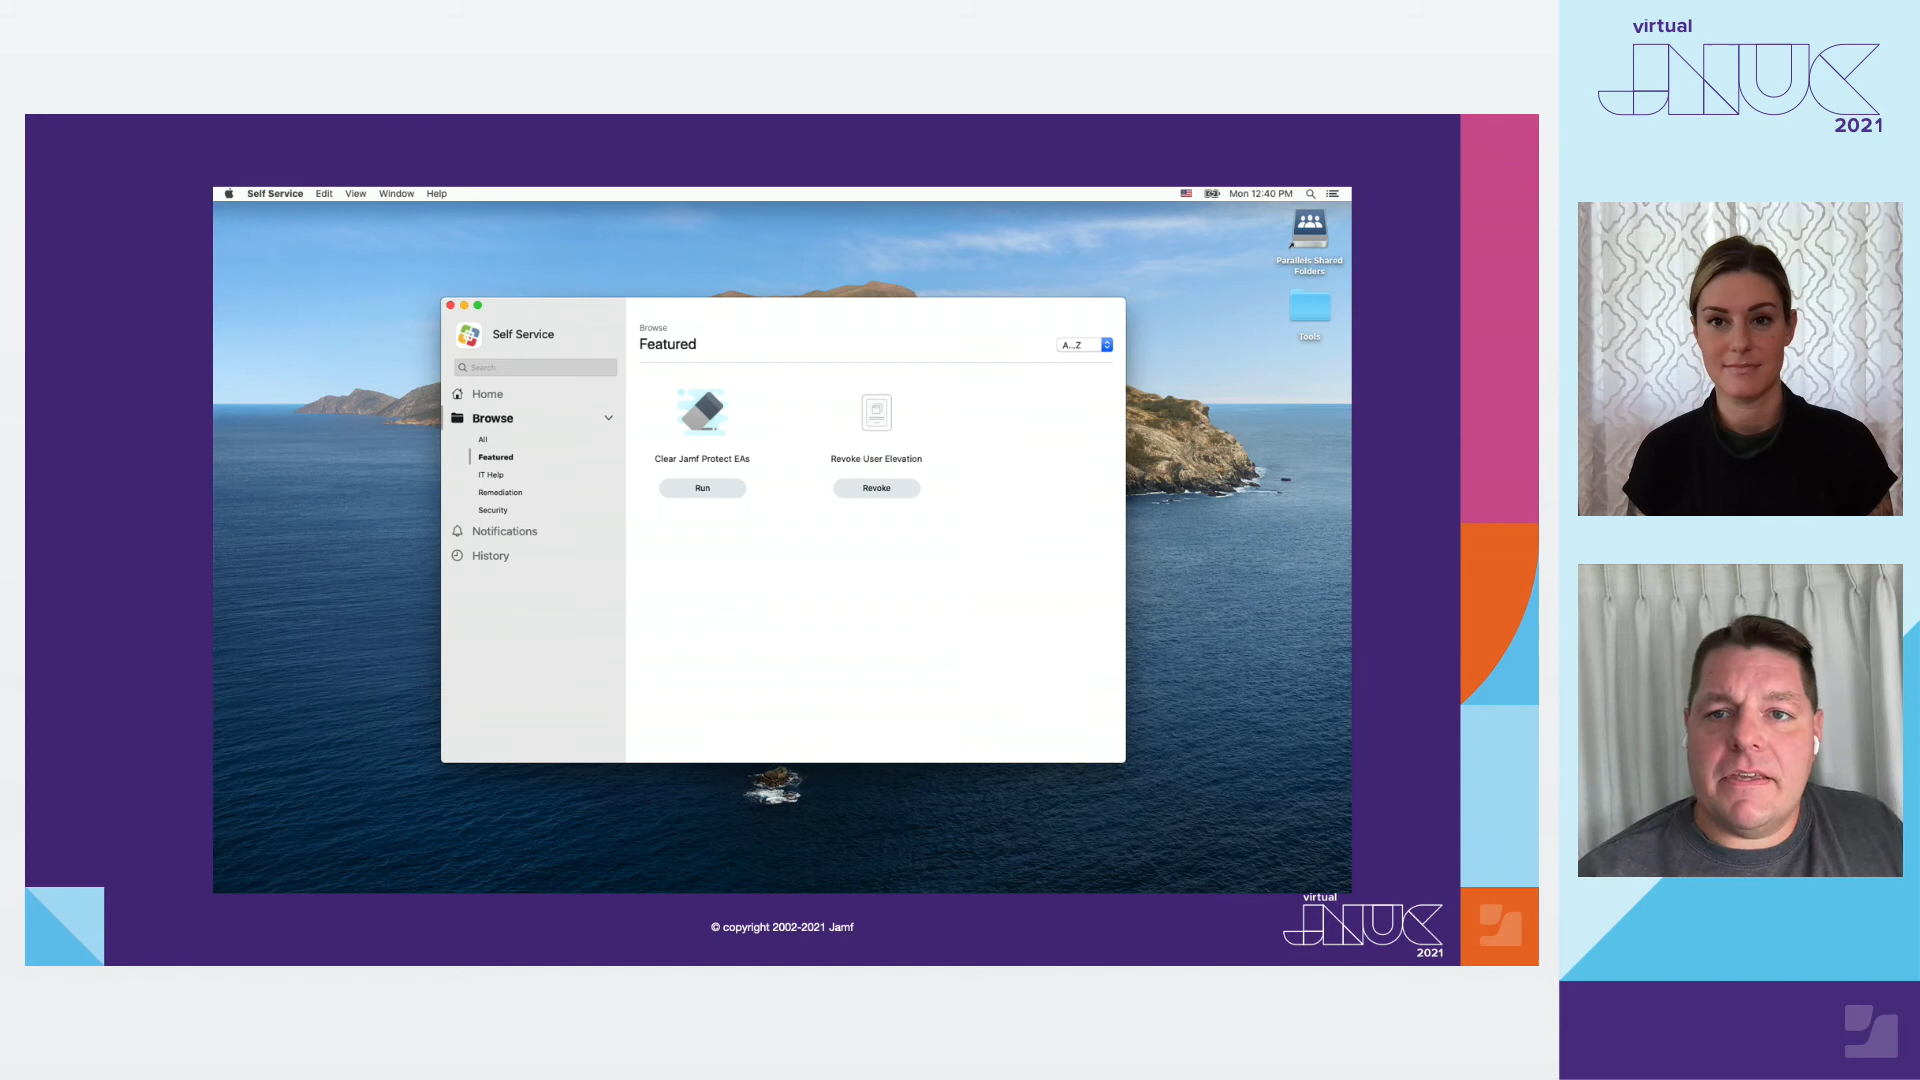 virtual
JNUC
2021
Self Service Edit View Window Help
Mon 12:40 PM
Parallels Shared
Folders
Tools
Self Service
Search
Home
Browse
All
Featured
IT Help
Remediation
Security
Notifications
History
Browse
Featured
A...Z
Clear Jamf Protect EAs
Run
Revoke User Elevation
Revoke
© copyright 2002-2021 Jamf
virtual
JNUC
2021